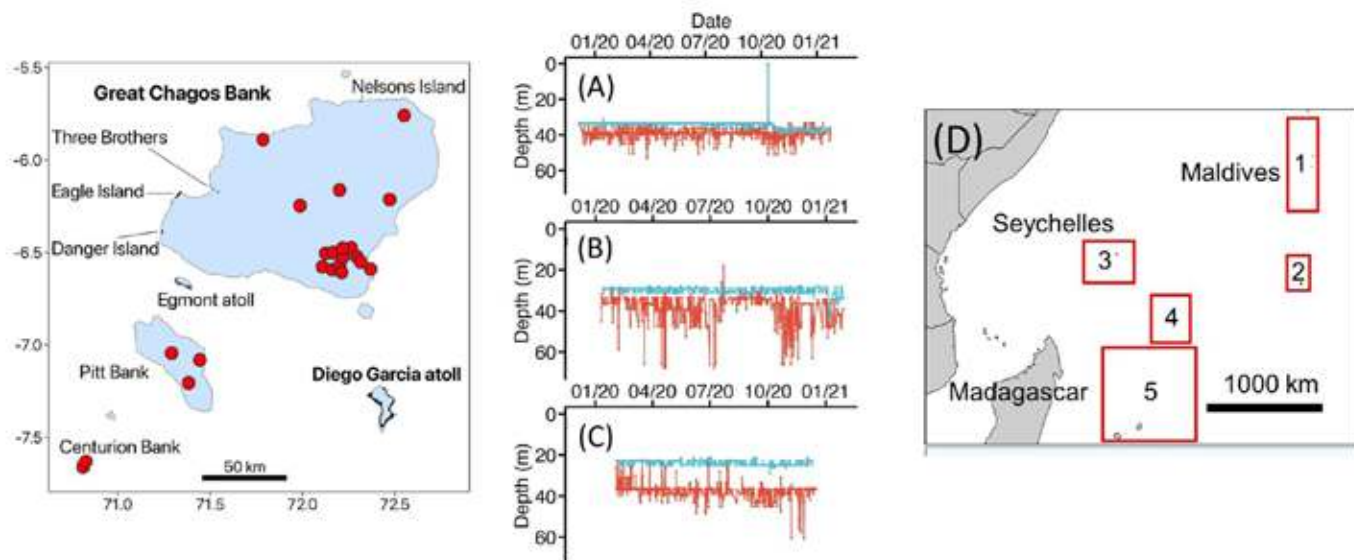 Great Chagos Bank
Nelsons Island
Three Brothers
Eagle Island
Danger Island
Egmont atoll
Pitt Bank
Diego Garcia atoll
Centurion Bank
50 km
-5.5
-6.0
-6.5
-7.0
-7.5
71.0 71.5 72.0 72.5
Date
01/20 04/20 07/20 10/20 01/21
(A)
Depth (m)
0
20
40
60
01/20 04/20 07/20 10/20 01/21
(B)
Depth (m)
0
20
40
60
01/20 04/20 07/20 10/20 01/21
(C)
Depth (m)
0
20
40
60
(D)
Maldives
1
Seychelles
3
2
4
Madagascar
5
1000 km